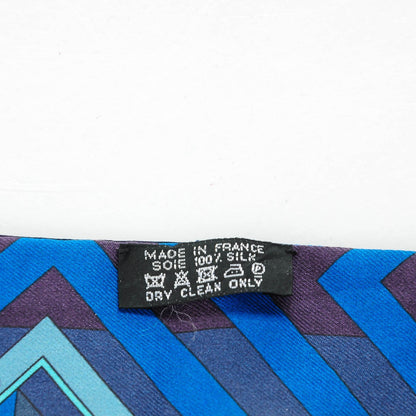 MADE IN FRANCE
SOIE 100% SILK
P
DRY CLEAN ONLY